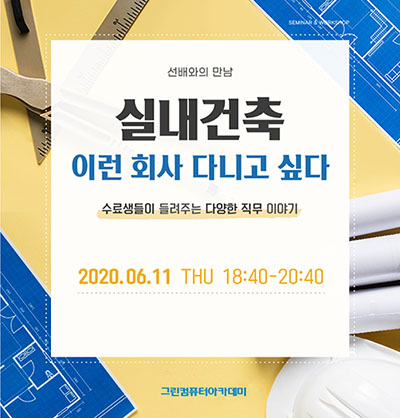 SEMINAR & WORKSHOP
선배와의 만남
실내건축
이런 회사 다니고 싶다
수료생들이 들려주는 다양한 직무 이야기
2020.06.11 THU 18:40-20:40
그린컴퓨터아카데미